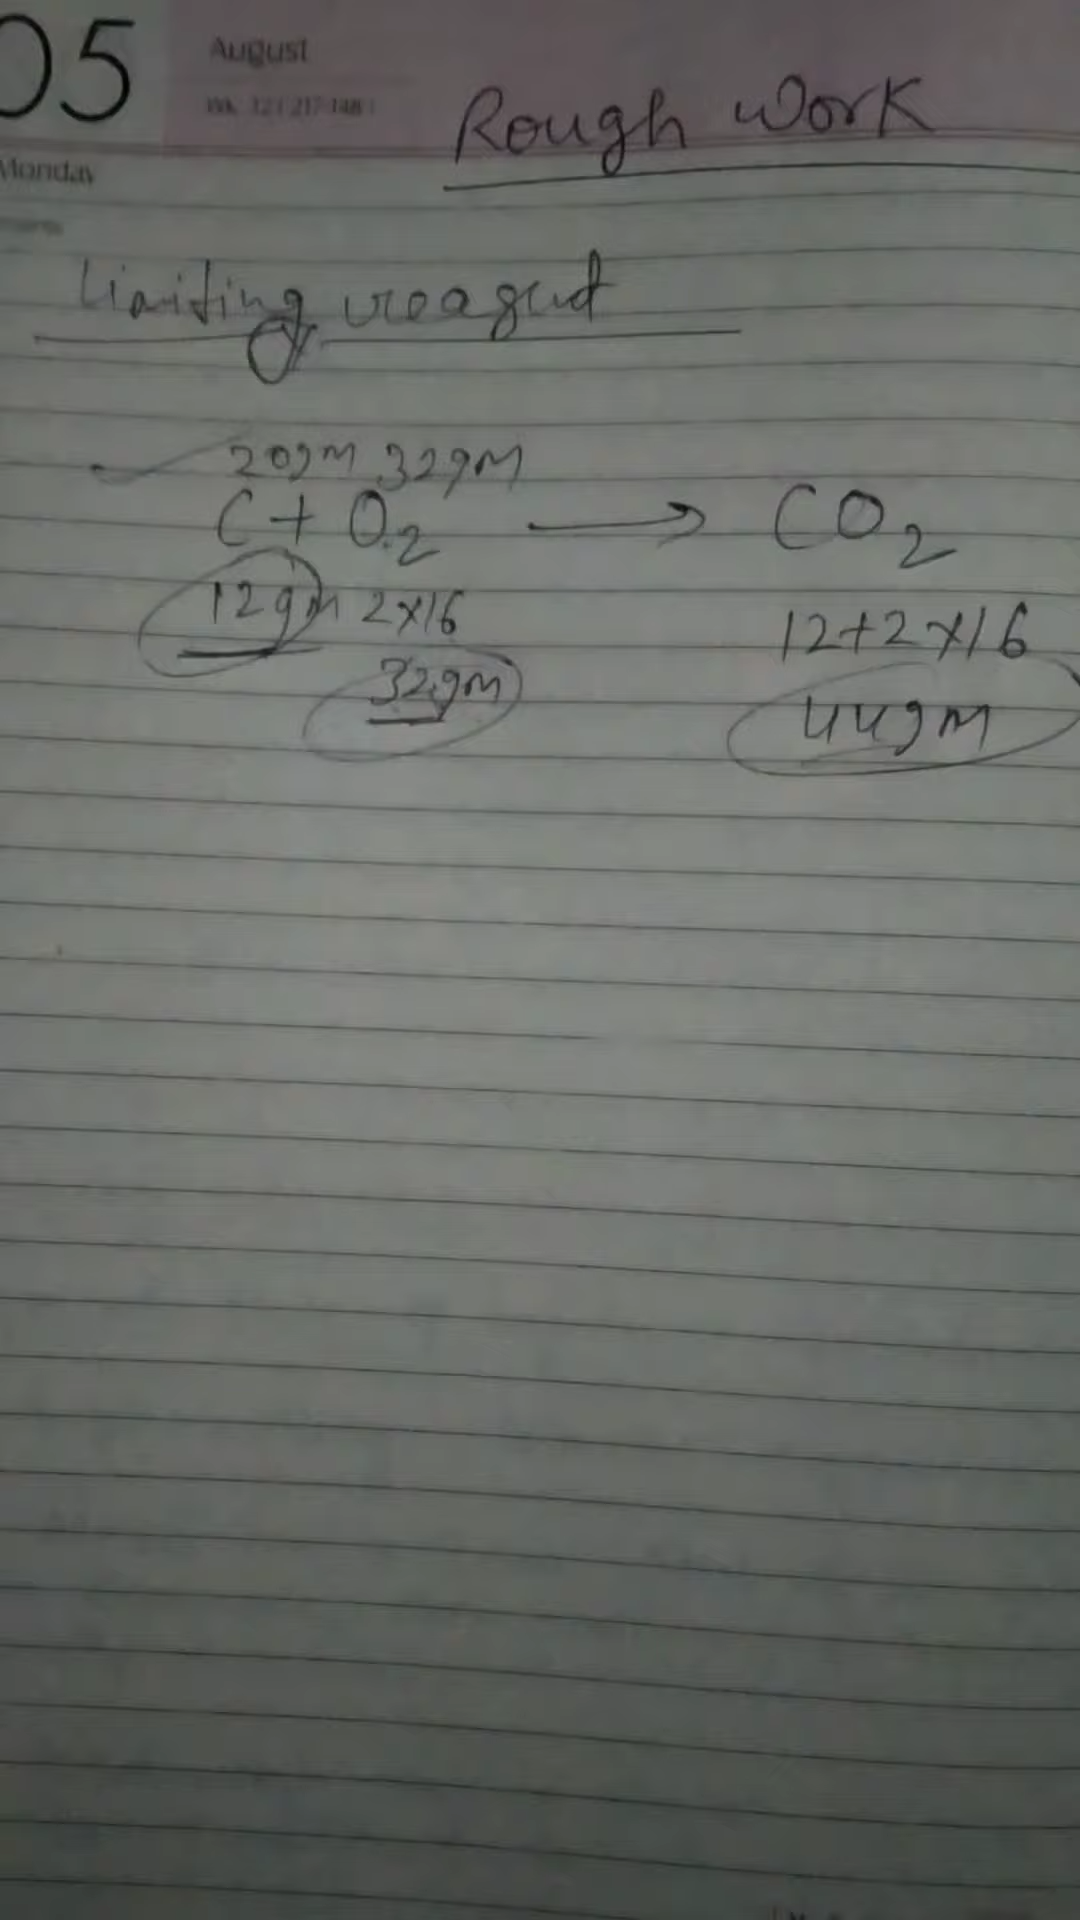 05
August
Rough Work
Monday
Limiting reagent
20gm 32gm
C + O2 → CO2
12gm 2×16 12+2×16
32gm 44gm